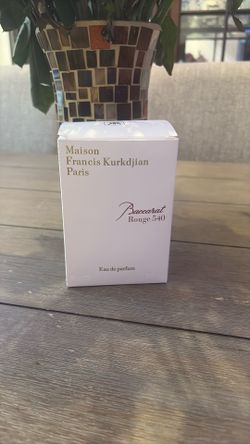 Maison
Francis Kurkdjian
Paris
Baccarat
Rouge 540
Eau de parfum